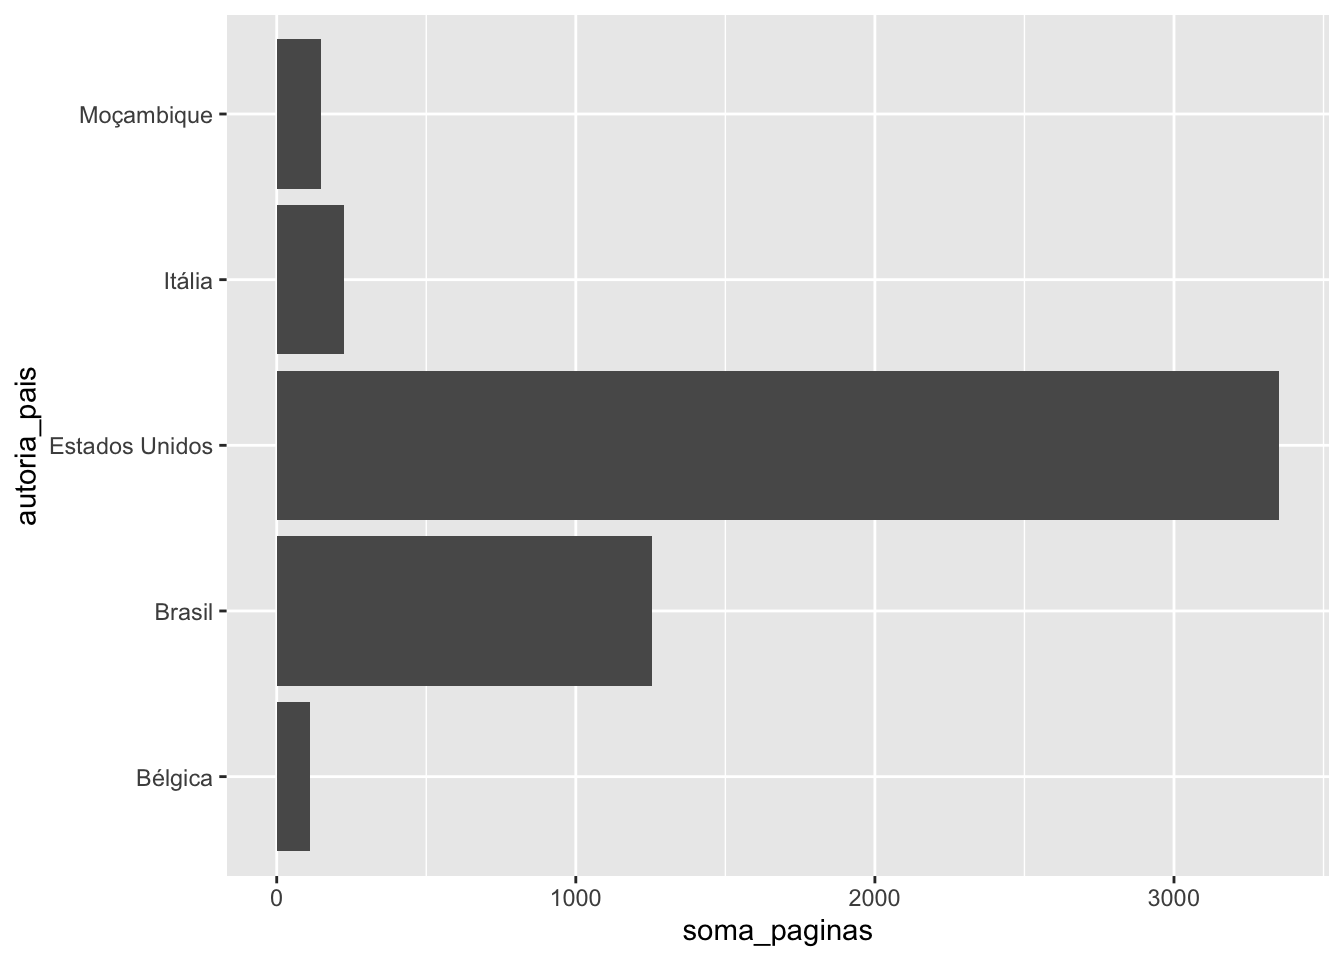 autoria_pais
Moçambique
Itália
Estados Unidos
Brasil
Bélgica
0 1000 2000 3000
soma_paginas